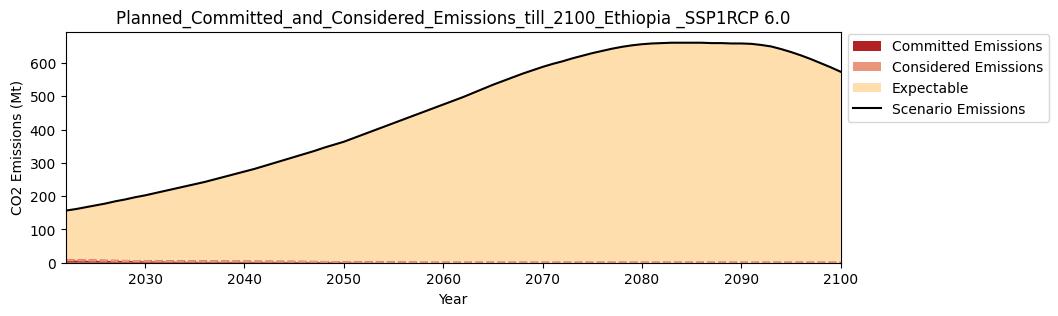 Planned_Committed_and_Considered_Emissions_till_2100_Ethiopia _SSP1RCP 6.0
CO2 Emissions (Mt)
600
500
400
300
200
100
0
2030 2040 2050 2060 2070 2080 2090 2100
Year
Committed Emissions
Considered Emissions
Expectable
Scenario Emissions